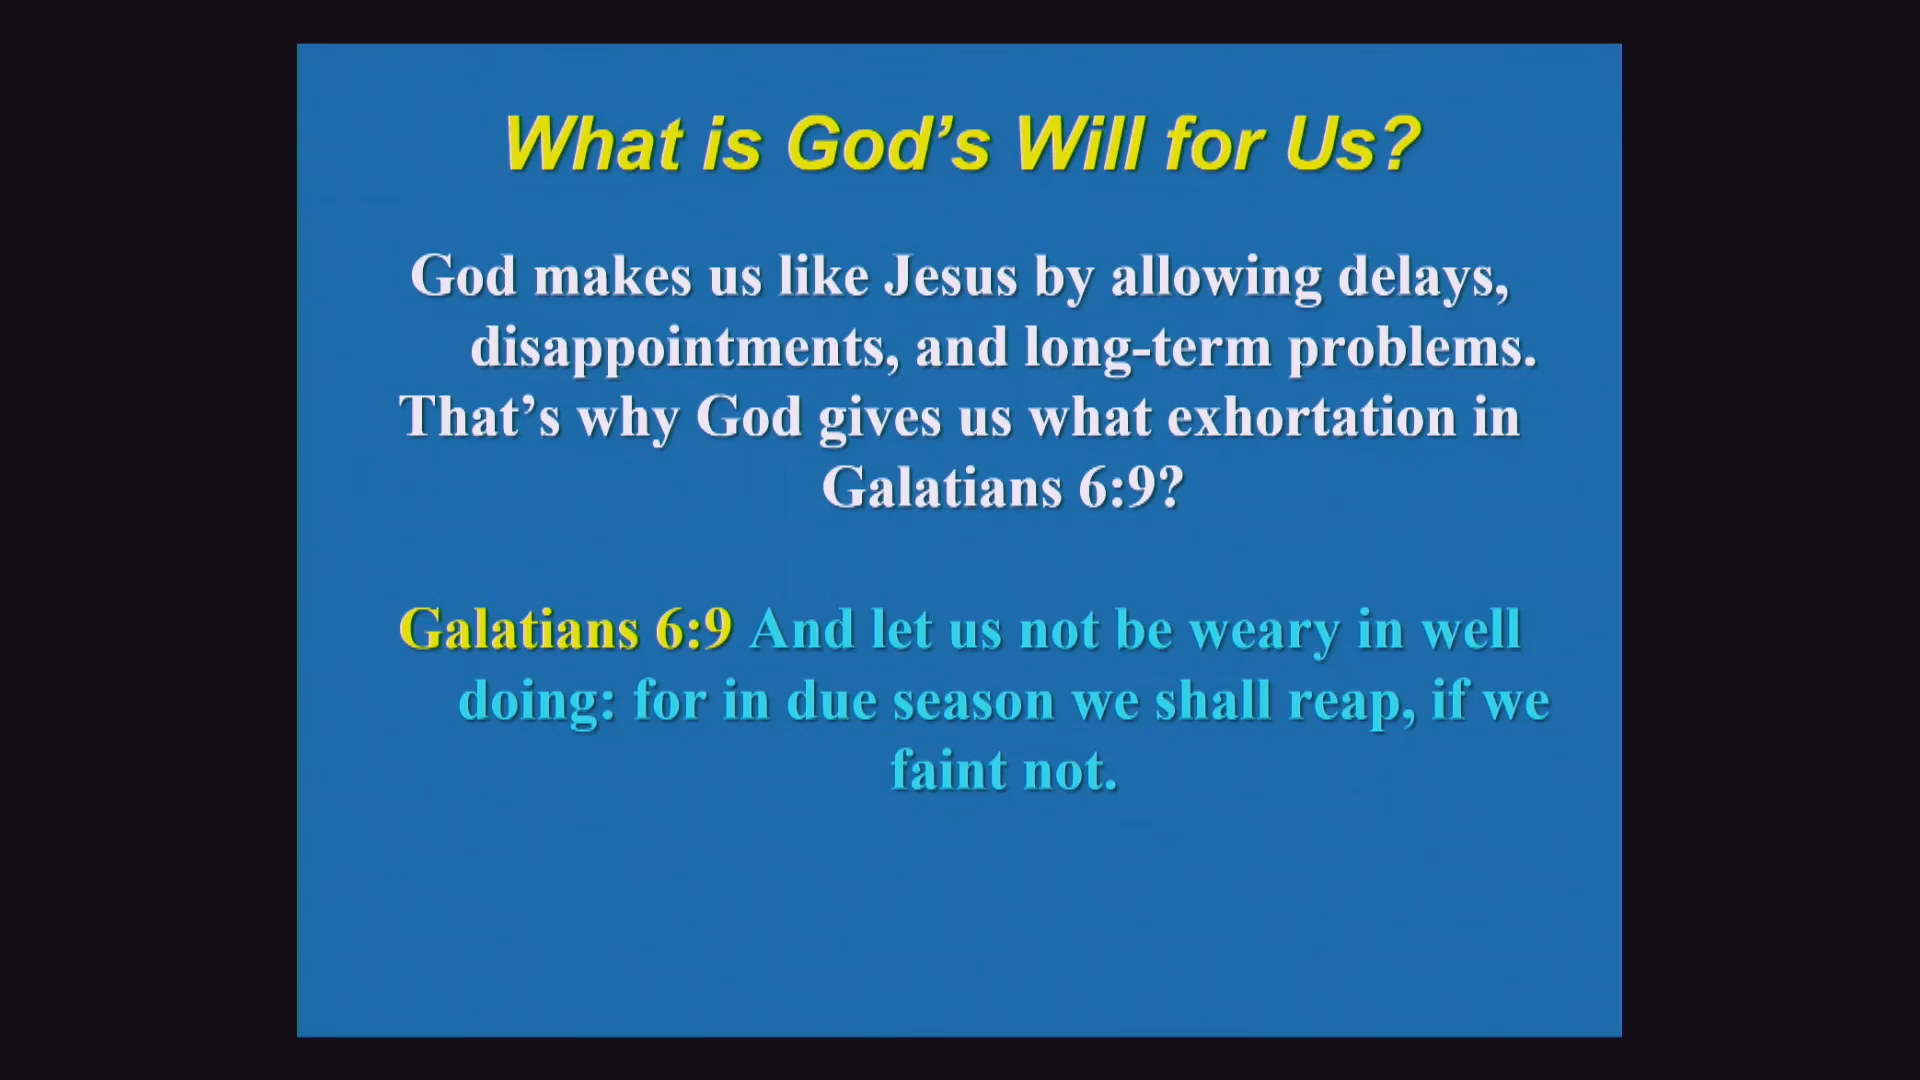 What is God’s Will for Us?
God makes us like Jesus by allowing delays,
disappointments, and long-term problems.
That’s why God gives us what exhortation in
Galatians 6:9?
Galatians 6:9 And let us not be weary in well
doing: for in due season we shall reap, if we
faint not.